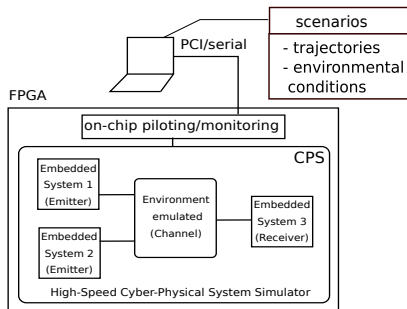 scenarios
- trajectories
- environmental
conditions
PCI/serial
FPGA
on-chip piloting/monitoring
CPS
Embedded
System 1
(Emitter)
Environment
emulated
(Channel)
Embedded
System 3
(Receiver)
Embedded
System 2
(Emitter)
High-Speed Cyber-Physical System Simulator